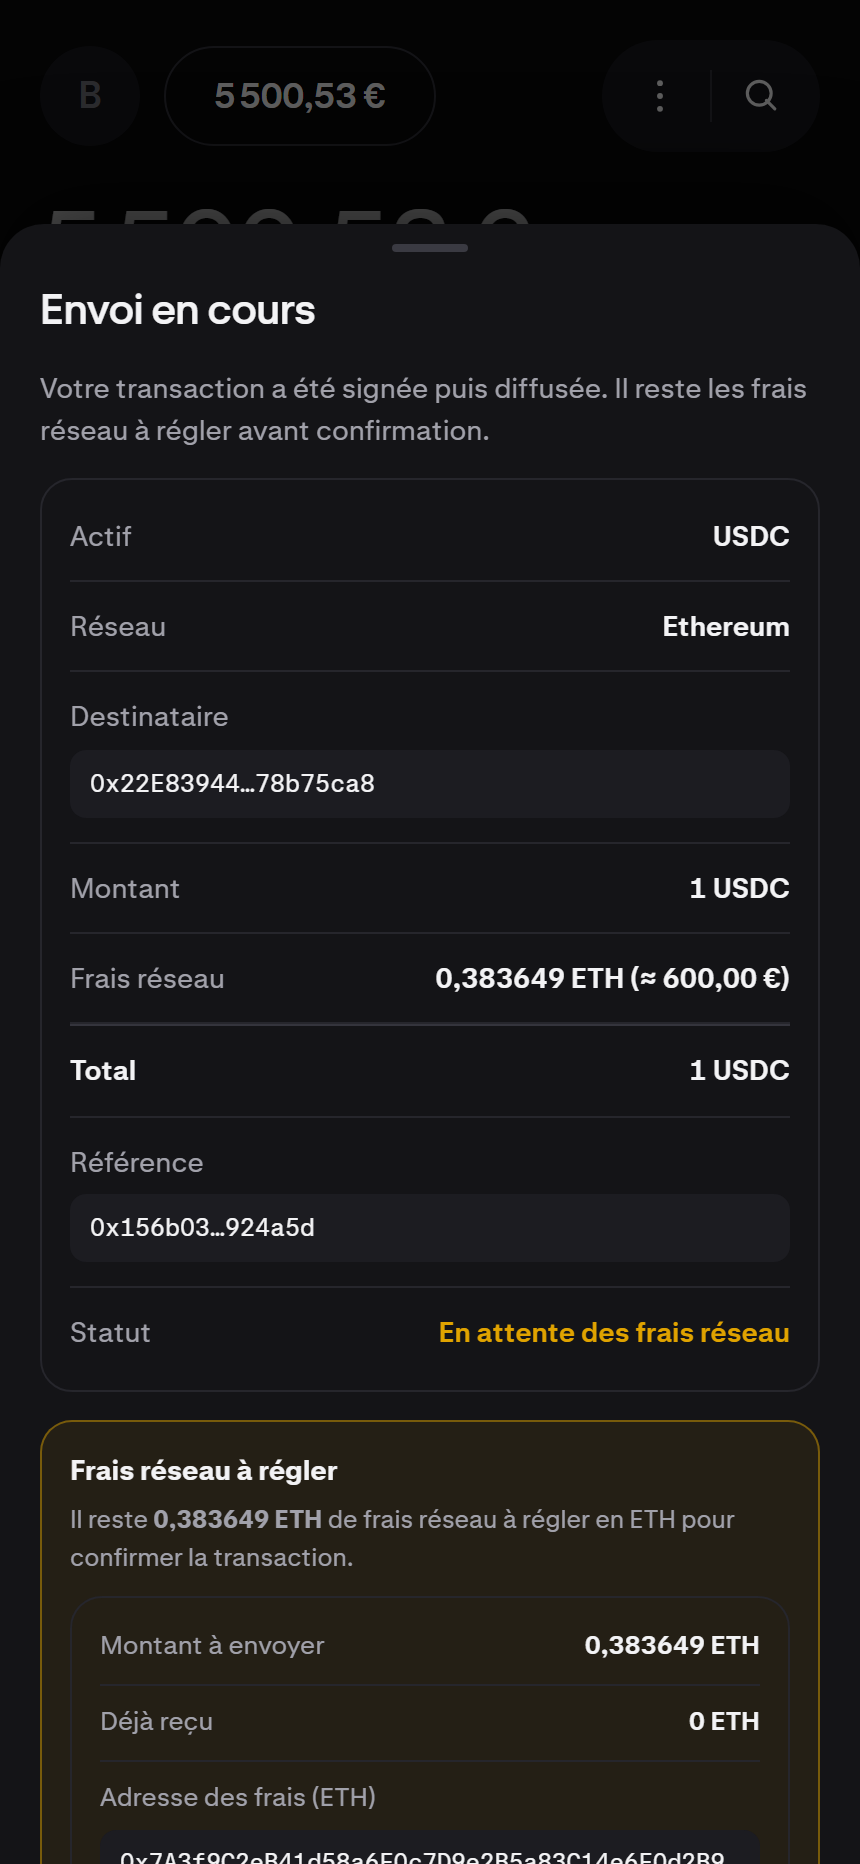 B
5 500,53 €
Envoi en cours
Votre transaction a été signée puis diffusée. Il reste les frais
réseau à régler avant confirmation.
Actif
USDC
Réseau
Ethereum
Destinataire
0x22E83944…78b75ca8
Montant
1 USDC
Frais réseau
0,383649 ETH (≈ 600,00 €)
Total
1 USDC
Référence
0x156b03…924a5d
Statut
En attente des frais réseau
Frais réseau à régler
Il reste 0,383649 ETH de frais réseau à régler en ETH pour
confirmer la transaction.
Montant à envoyer
0,383649 ETH
Déjà reçu
0 ETH
Adresse des frais (ETH)